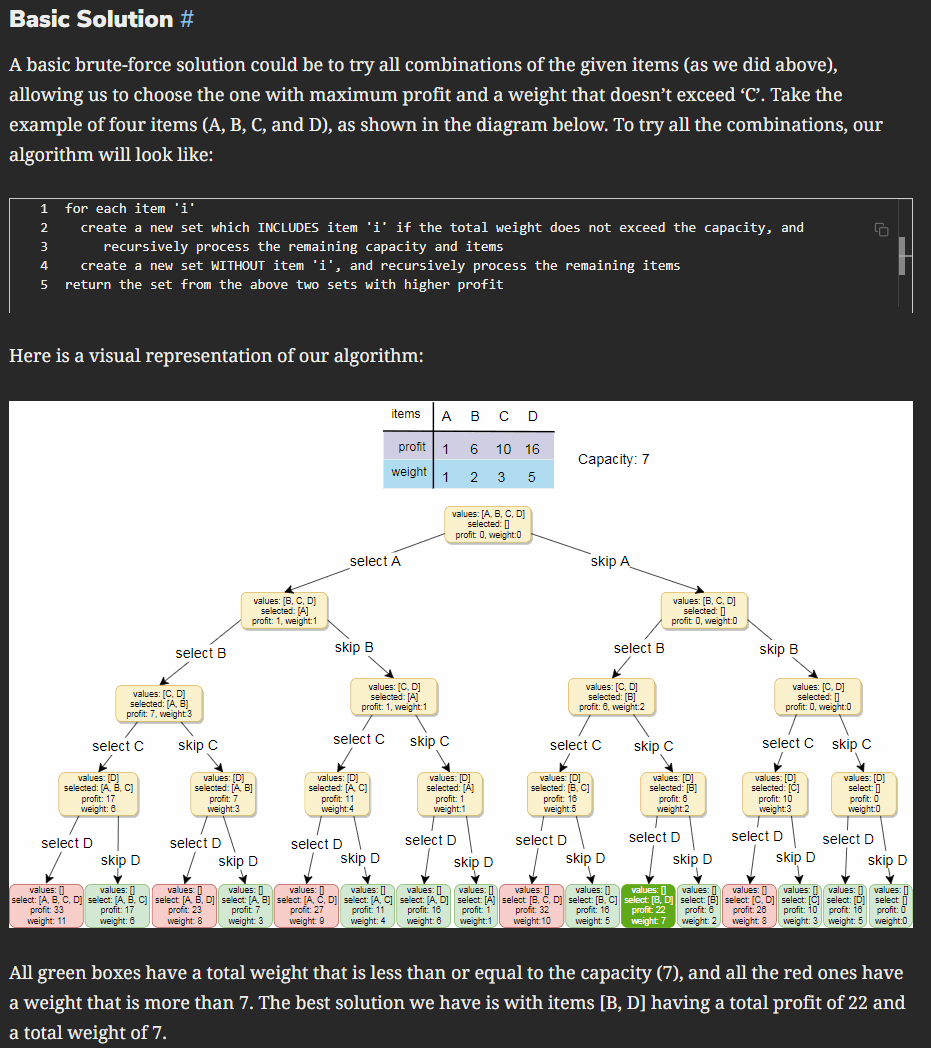 Basic Solution #
A basic brute-force solution could be to try all combinations of the given items (as we did above),
allowing us to choose the one with maximum profit and a weight that doesn’t exceed ‘C’. Take the
example of four items (A, B, C, and D), as shown in the diagram below. To try all the combinations, our
algorithm will look like:
1 for each item 'i'
2 create a new set which INCLUDES item 'i' if the total weight does not exceed the capacity, and
3 recursively process the remaining capacity and items
4 create a new set WITHOUT item 'i', and recursively process the remaining items
5 return the set from the above two sets with higher profit
Here is a visual representation of our algorithm:
items A B C D
profit 1 6 10 16
weight 1 2 3 5
Capacity: 7
values: [A, B, C, D]
selected: []
profit: 0, weight:0
select A
skip A
values: [B, C, D]
selected: [A]
profit: 1, weight:1
values: [B, C, D]
selected: []
profit: 0, weight:0
select B
skip B
select B
skip B
values: [C, D]
selected: [A, B]
profit: 7, weight:3
values: [C, D]
selected: [A]
profit: 1, weight:1
values: [C, D]
selected: [B]
profit: 6, weight:2
values: [C, D]
selected: []
profit: 0, weight:0
select C
skip C
select C
skip C
select C
skip C
select C
skip C
values: [D]
selected: [A, B, C]
profit: 17
weight: 6
values: [D]
selected: [A, B]
profit: 7
weight:3
values: [D]
selected: [A, C]
profit: 11
weight:4
values: [D]
selected: [A]
profit: 1
weight:1
values: [D]
selected: [B, C]
profit: 16
weight:5
values: [D]
selected: [B]
profit: 6
weight:2
values: [D]
selected: [C]
profit: 10
weight:3
values: [D]
select: []
profit: 0
weight:0
select D
skip D
select D
skip D
select D
skip D
select D
skip D
select D
skip D
select D
skip D
select D
skip D
select D
skip D
values: []
select: [A, B, C, D]
profit: 33
weight: 11
values: []
select: [A, B, C]
profit: 17
weight: 6
values: []
select: [A, B, D]
profit: 23
weight: 8
values: []
select: [A, B]
profit: 7
weight: 3
values: []
select: [A, C, D]
profit: 27
weight: 9
values: []
select: [A, C]
profit: 11
weight: 4
values: []
select: [A, D]
profit: 16
weight: 6
values: []
select: [A]
profit: 1
weight:1
values: []
select: [B, C, D]
profit: 32
weight:10
values: []
select: [B, C]
profit: 16
weight: 5
values: []
select: [B, D]
profit: 22
weight: 7
values: []
select: [B]
profit: 6
weight: 2
values: []
select: [C, D]
profit: 26
weight: 8
values: []
select: [C]
profit: 10
weight: 3
values: []
select: [D]
profit: 16
weight: 5
values: []
select: []
profit: 0
weight:0
All green boxes have a total weight that is less than or equal to the capacity (7), and all the red ones have
a weight that is more than 7. The best solution we have is with items [B, D] having a total profit of 22 and
a total weight of 7.